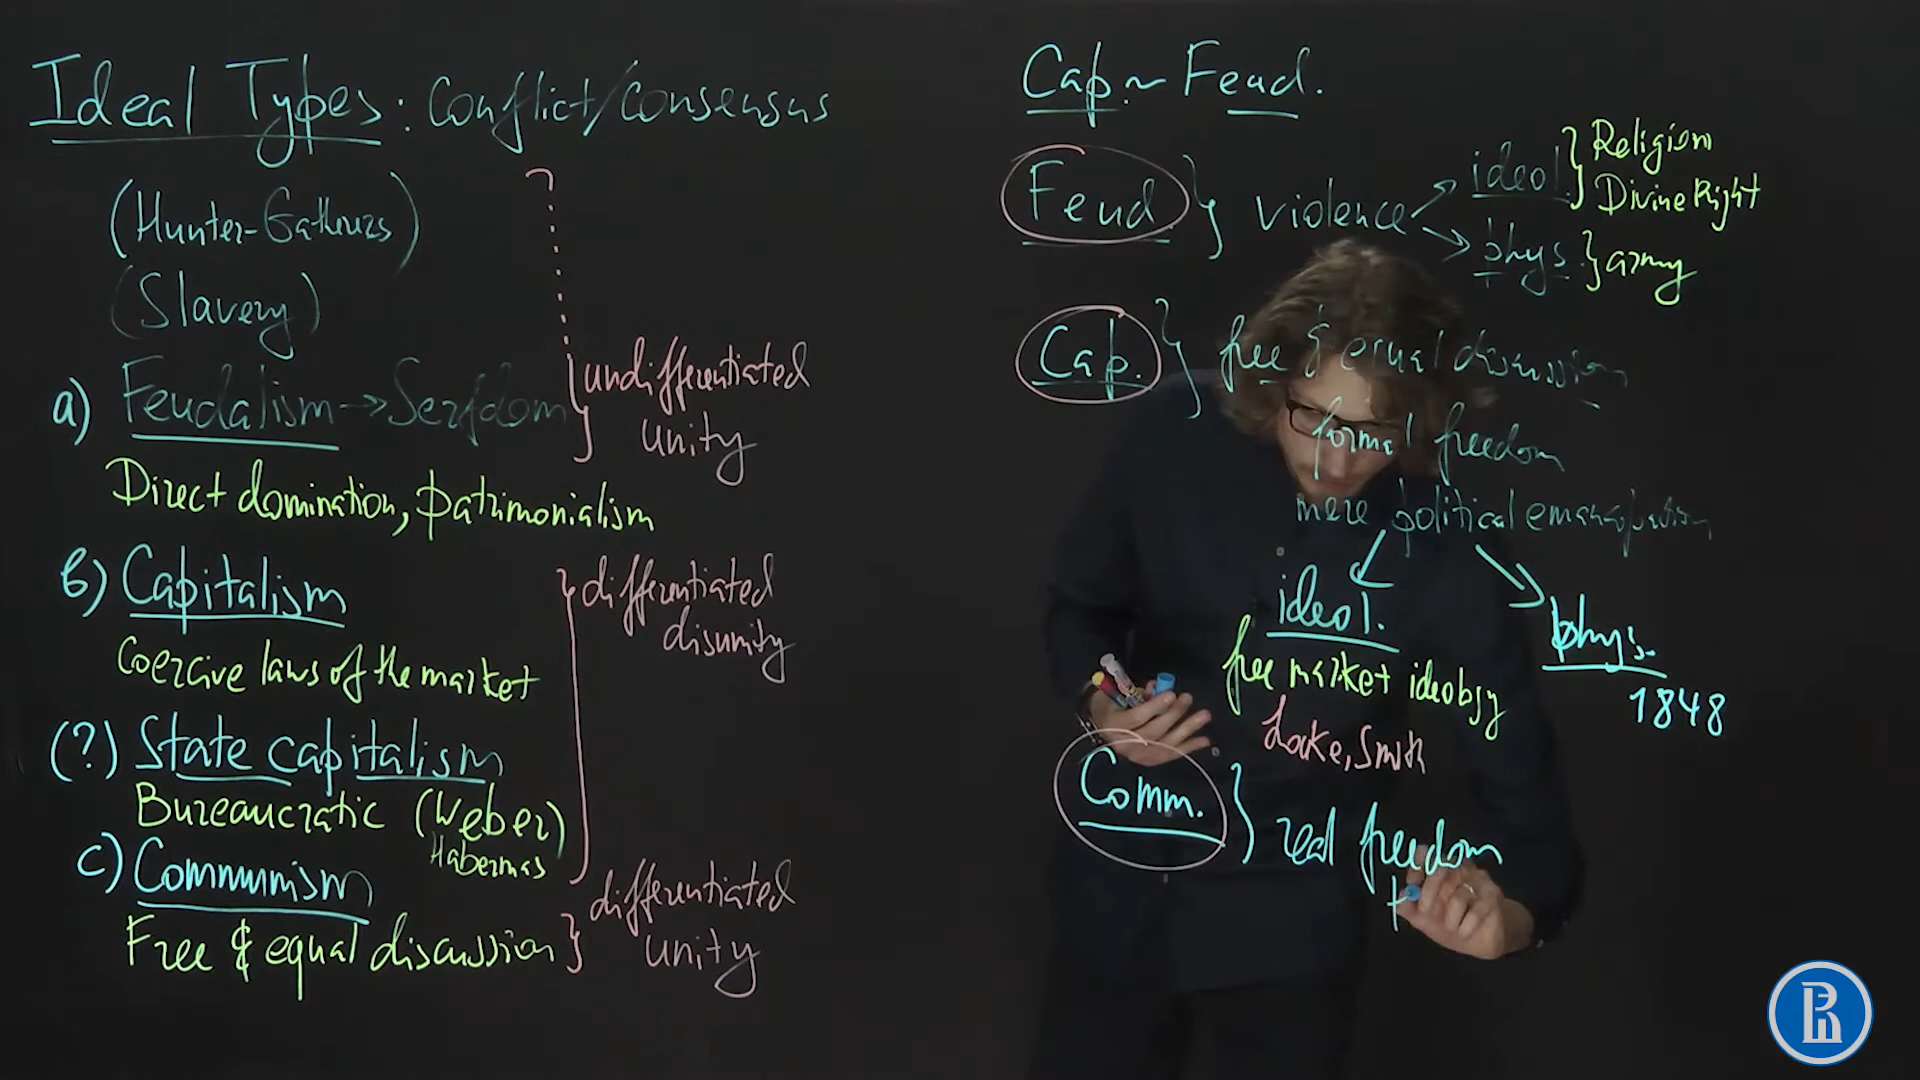 Ideal Types: Conflict/Consensus
(Hunter-Gatherers)
(Slavery)
a) Feudalism → Serfdom
Direct domination, patrimonialism
undifferentiated
unity
b) Capitalism
Coercive laws of the market
differentiated
disunity
(?) State capitalism
Bureaucratic (Weber)
Habermas
c) Communism
Free & equal discussion
differentiated
unity
Cap. ~ Feud.
Feud } violence
ideol. } Religion
Divine Right
phys. } army
Cap. } free & equal discussion
formal freedom
mere political emancipation
ideol.
free market ideology
Locke, Smith
phys.
1848
Comm. } real freedom